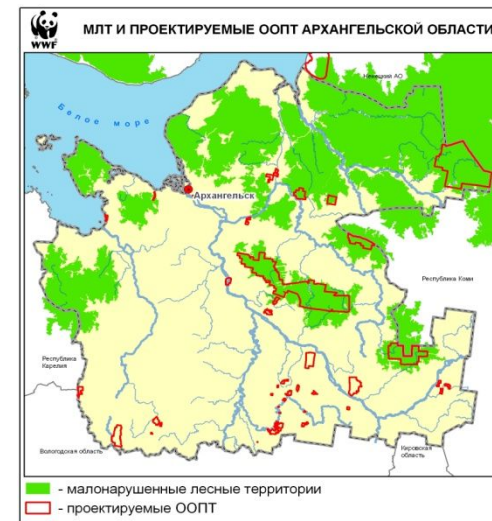 WWF
МЛТ И ПРОЕКТИРУЕМЫЕ ООПТ АРХАНГЕЛЬСКОЙ ОБЛАСТИ
Ненецкий АО
Белое море
Архангельск
Республика Коми
Республика
Карелия
Вологодская область
Кировская
область
- малонарушенные лесные территории
- проектируемые ООПТ